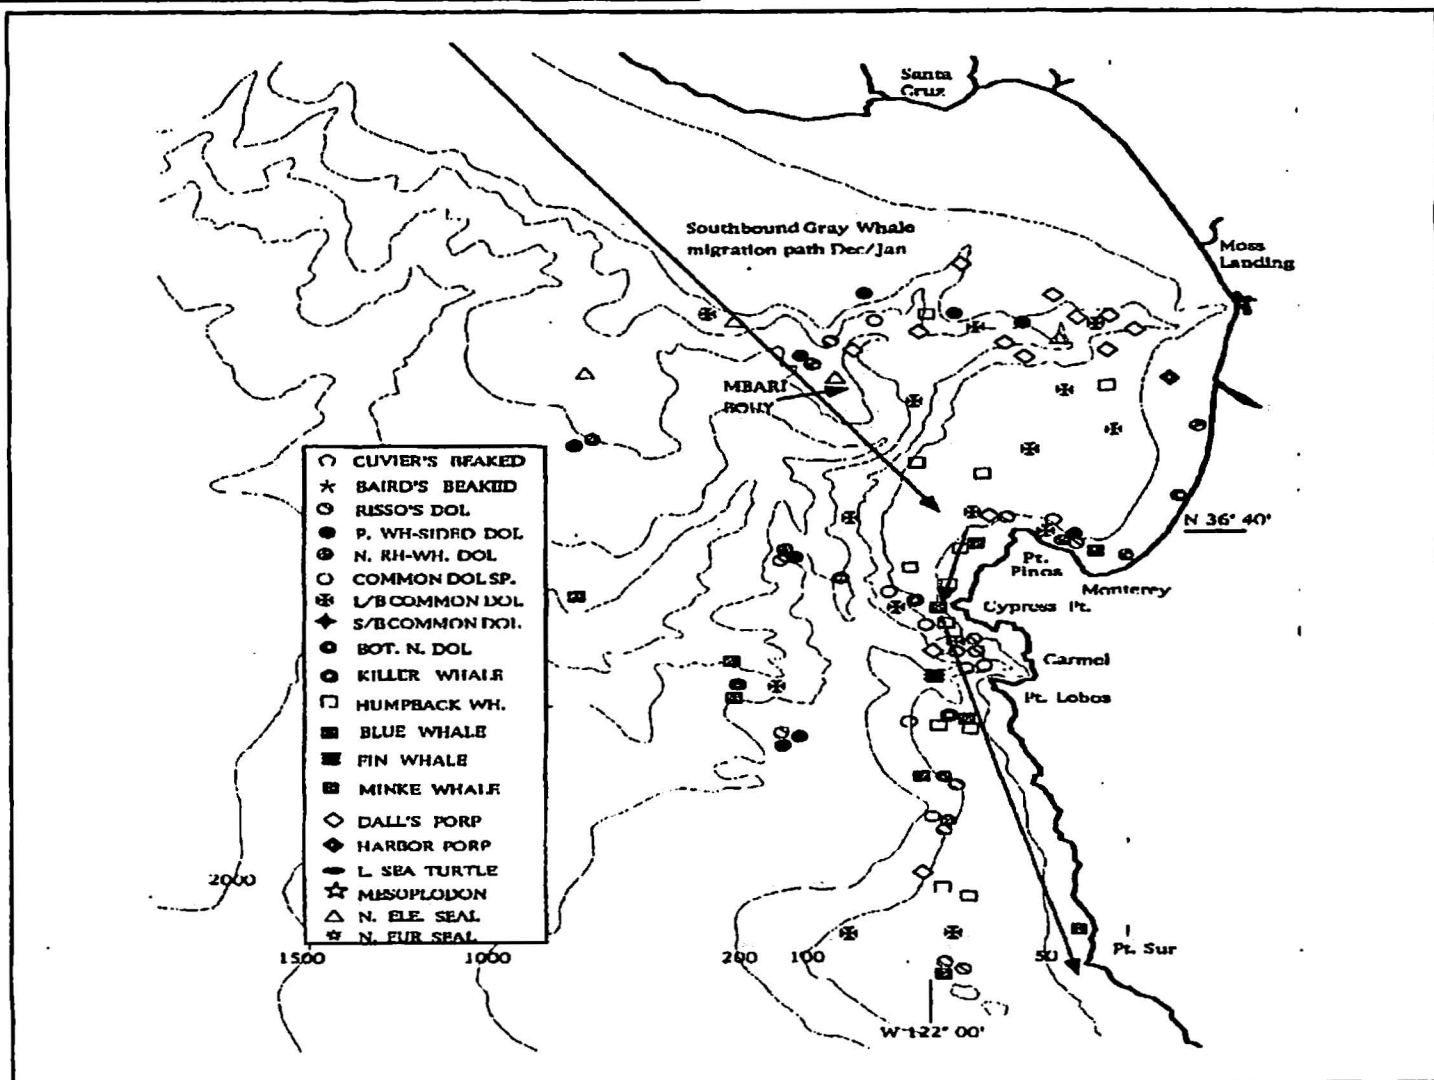 Santa
Cruz
Southbound Gray Whale
migration path Dec/Jan
Moss
Landing
MBARI
BOUY
N 36° 40'
Pt.
Pinos
Monterey
Cypress Pt.
Carmel
Pt. Lobos
Pt. Sur
CUVIER'S BEAKED
BAIRD'S BEAKED
RISSO'S DOL
P. WH-SIDED DOL
N. RH-WH. DOL
COMMON DOL SP.
L/B COMMON DOL
S/B COMMON DOL.
BOT. N. DOL
KILLER WHALE
HUMPBACK WH.
BLUE WHALE
FIN WHALE
MINKE WHALE
DALL'S PORP
HARBOR PORP
L. SEA TURTLE
MESOPLODON
N. ELE. SEAL
N. FUR SEAL
2000
1500
1000
200
100
50
W 122° 00'